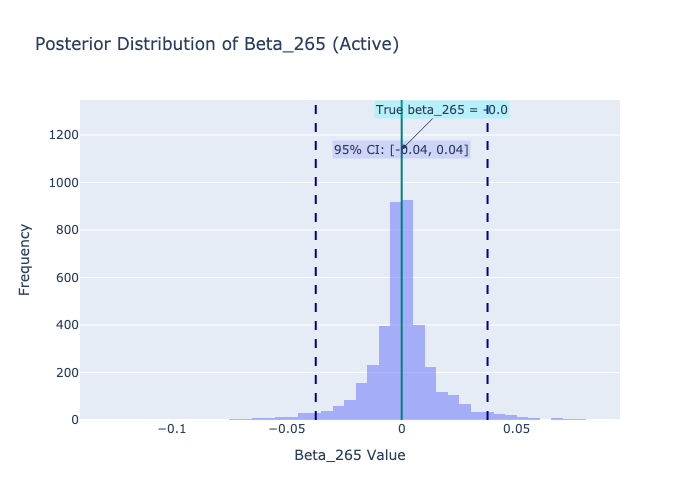 Posterior Distribution of Beta_265 (Active)
True beta_265 = -0.0
95% CI: [-0.04, 0.04]
1200
1000
800
600
400
200
0
Frequency
−0.1
−0.05
0
0.05
Beta_265 Value